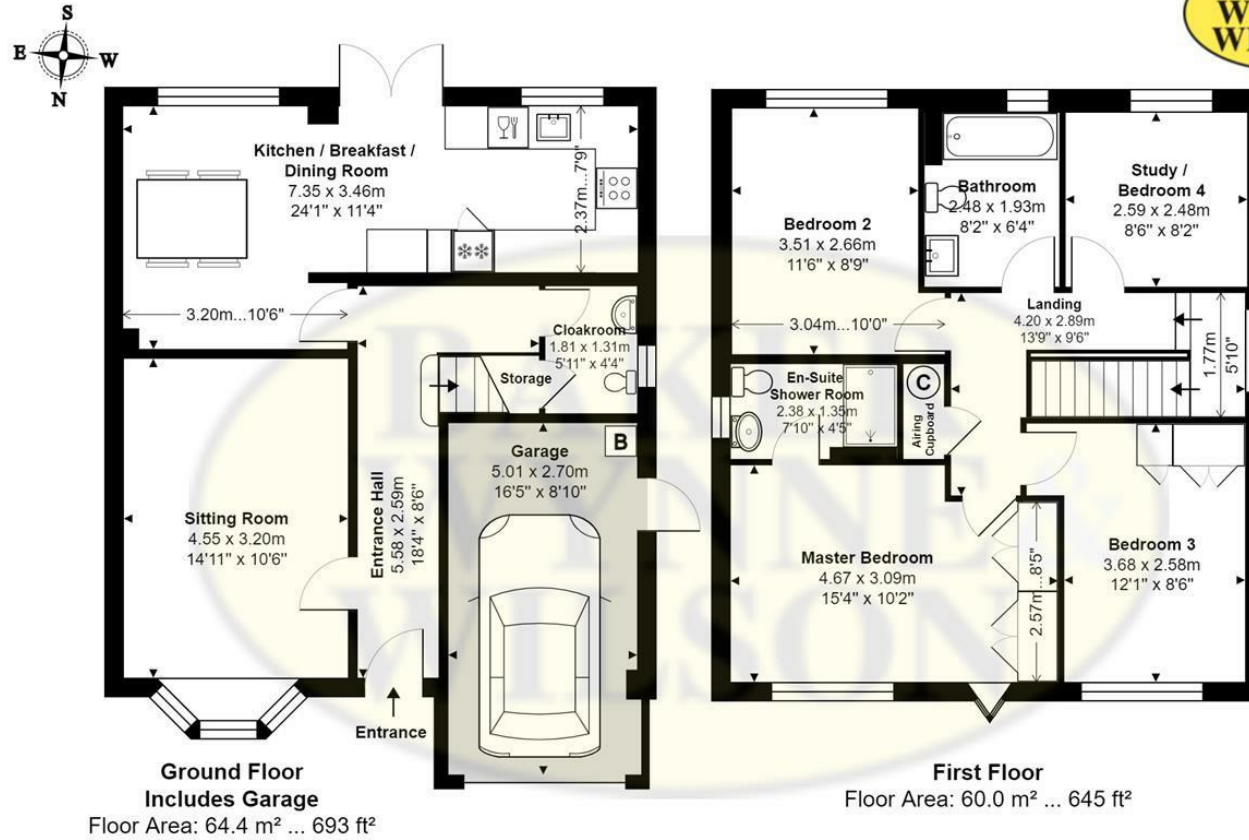 S
E
W
N
Kitchen / Breakfast /
Dining Room
7.35 x 3.46m
24'1" x 11'4"
2.37m...7'9"
3.20m...10'6"
Cloakroom
1.81 x 1.31m
5'11" x 4'4"
Storage
Sitting Room
4.55 x 3.20m
14'11" x 10'6"
Entrance Hall
5.58 x 2.59m
18'4" x 8'6"
Garage
5.01 x 2.70m
16'5" x 8'10"
B
Entrance
Ground Floor
Includes Garage
Floor Area: 64.4 m² ... 693 ft²
Bedroom 2
3.51 x 2.66m
11'6" x 8'9"
3.04m...10'0"
Bathroom
2.48 x 1.93m
8'2" x 6'4"
Study /
Bedroom 4
2.59 x 2.48m
8'6" x 8'2"
Landing
4.20 x 2.89m
13'9" x 9'6"
1.77m
5'10"
En-Suite
Shower Room
2.38 x 1.35m
7'10" x 4'5"
C
Airing
Cupboard
Master Bedroom
4.67 x 3.09m
15'4" x 10'2"
2.57m...8'5"
Bedroom 3
3.68 x 2.58m
12'1" x 8'6"
First Floor
Floor Area: 60.0 m² ... 645 ft²
BAKER
WYNNE &
WILSON